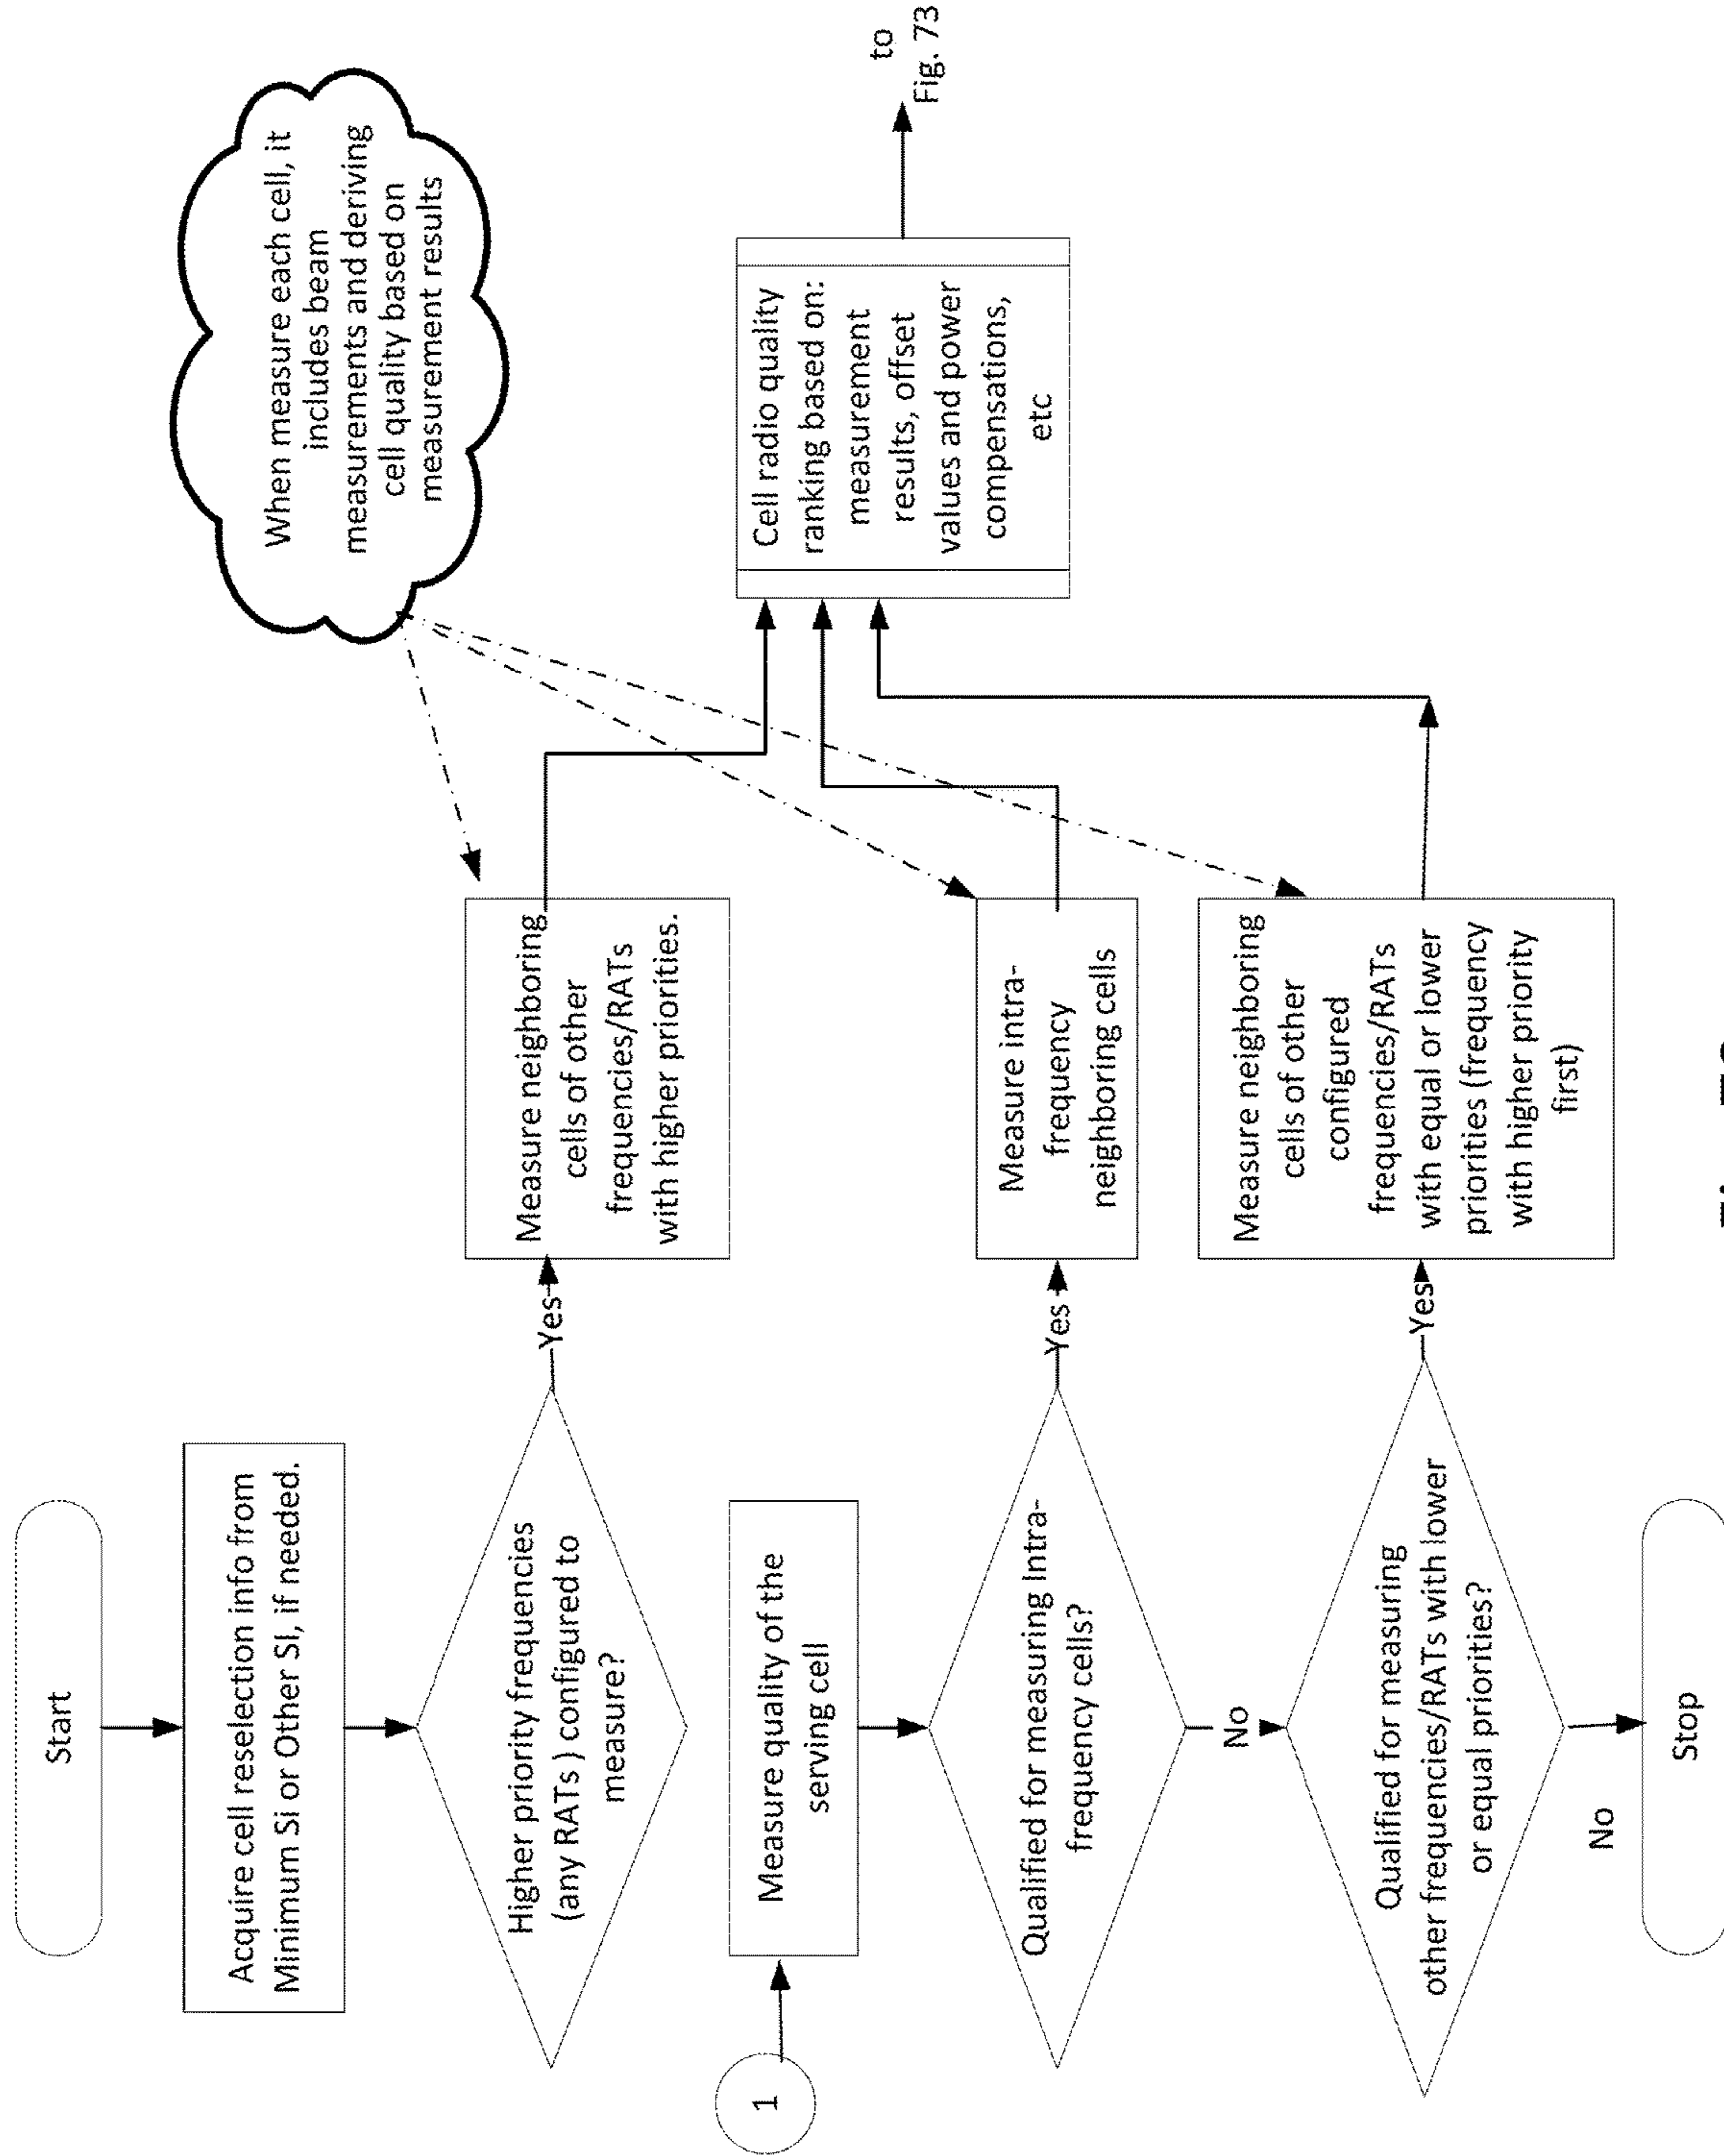 Start
Acquire cell reselection info from
Minimum Si or Other SI, if needed.
Higher priority frequencies
(any RATs ) configured to
measure?
Yes
Measure neighboring
cells of other
frequencies/RATs
with higher priorities.
When measure each cell, it
includes beam
measurements and deriving
cell quality based on
measurement results
1
Measure quality of the
serving cell
Qualified for measuring Intra-
frequency cells?
Yes
Measure intra-
frequency
neighboring cells
Cell radio quality
ranking based on:
measurement
results, offset
values and power
compensations,
etc
to
Fig. 73
No
Qualified for measuring
other frequencies/RATs with lower
or equal priorities?
Yes
Measure neighboring
cells of other
configured
frequencies/RATs
with equal or lower
priorities (frequency
with higher priority
first)
No
Stop